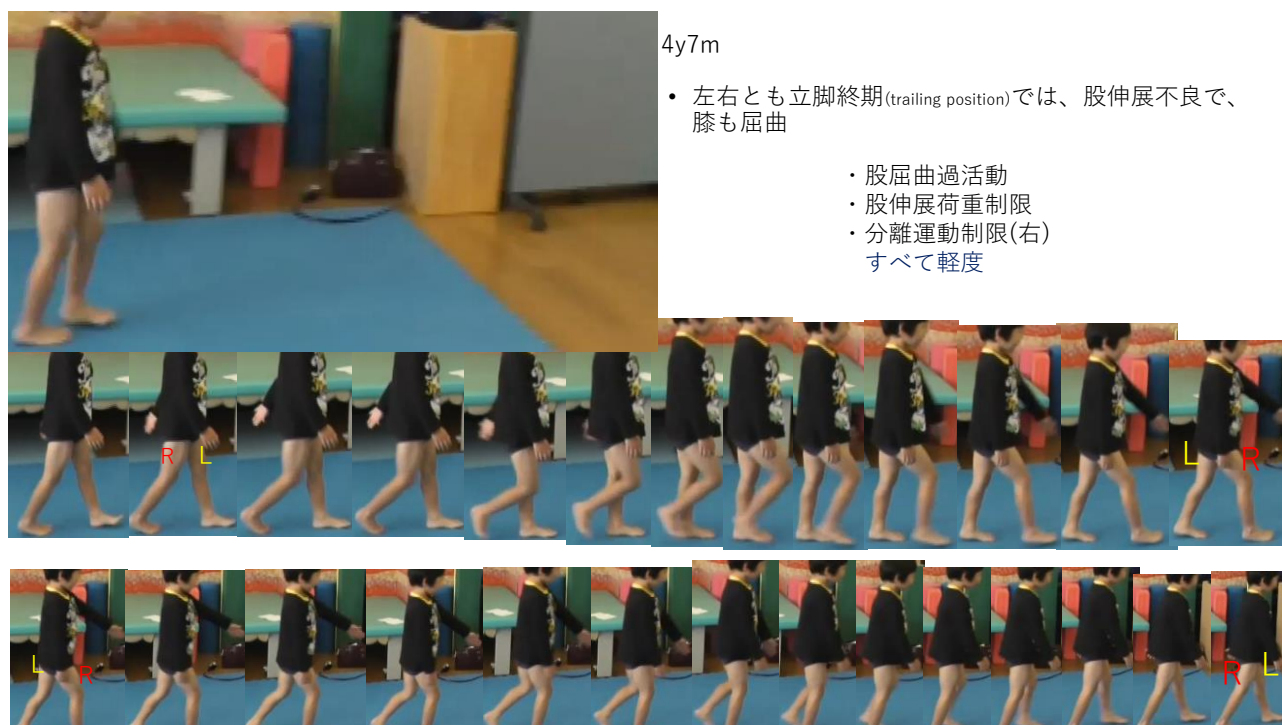 4y7m
• 左右とも立脚終期(trailing position)では、股伸展不良で、
膝も屈曲
・股屈曲過活動
・股伸展荷重制限
・分離運動制限(右)
すべて軽度
R L
L R
L R
R L